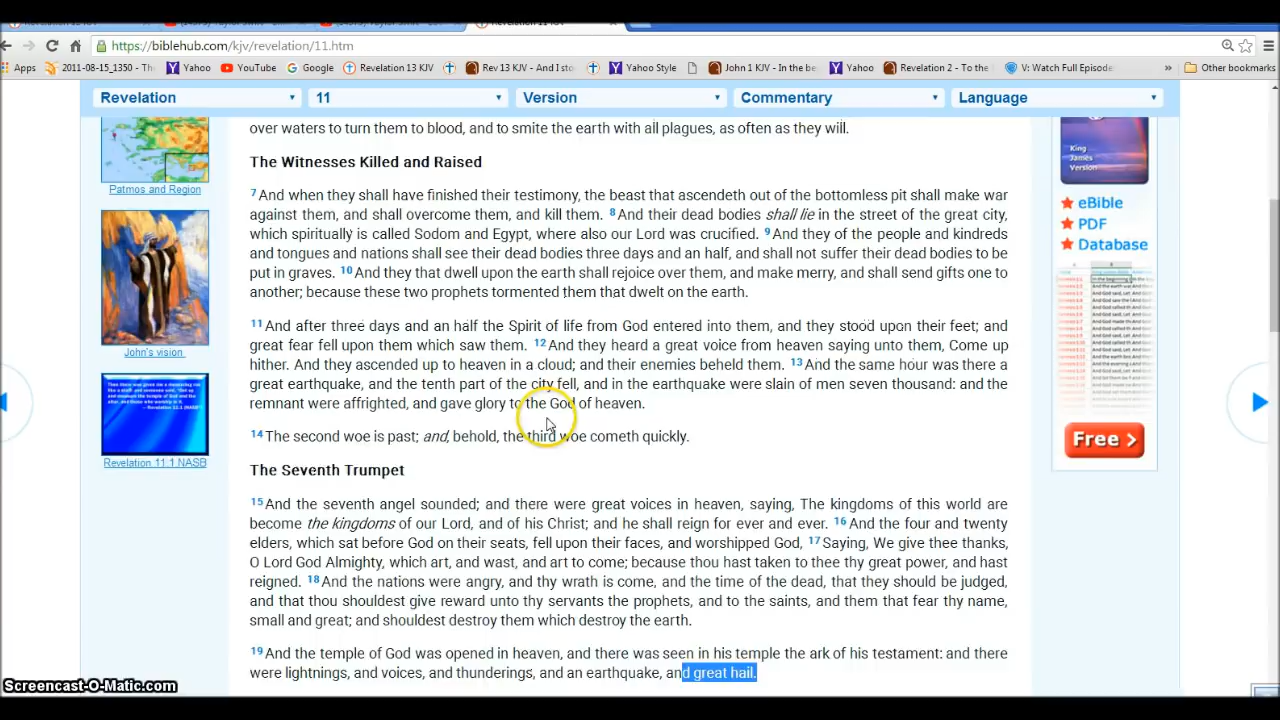 https://biblehub.com/kjv/revelation/11.htm
Apps 2011-08-15_1350 - Th Yahoo YouTube Google Revelation 13 KJV Rev 13 KJV - And I Yahoo Style John 1 KJV - In the be Yahoo Revelation 2 - To the V: Watch Full Episode » Other bookmarks
Revelation 11 Version Commentary Language
over waters to turn them to blood, and to smite the earth with all plagues, as often as they will.
The Witnesses Killed and Raised
7 And when they shall have finished their testimony, the beast that ascendeth out of the bottomless pit shall make war
against them, and shall overcome them, and kill them. 8 And their dead bodies shall lie in the street of the great city,
which spiritually is called Sodom and Egypt, where also our Lord was crucified. 9 And they of the people and kindreds
and tongues and nations shall see their dead bodies three days and an half, and shall not suffer their dead bodies to be
put in graves. 10 And they that dwell upon the earth shall rejoice over them, and make merry, and shall send gifts one to
another; because these two prophets tormented them that dwelt on the earth.
11 And after three days and an half the Spirit of life from God entered into them, and they stood upon their feet; and
great fear fell upon them which saw them. 12 And they heard a great voice from heaven saying unto them, Come up
hither. And they ascended up to heaven in a cloud; and their enemies beheld them. 13 And the same hour was there a
great earthquake, and the tenth part of the city fell, and in the earthquake were slain of men seven thousand: and the
remnant were affrighted, and gave glory to the God of heaven.
14 The second woe is past; and, behold, the third woe cometh quickly.
The Seventh Trumpet
15 And the seventh angel sounded; and there were great voices in heaven, saying, The kingdoms of this world are
become the kingdoms of our Lord, and of his Christ; and he shall reign for ever and ever. 16 And the four and twenty
elders, which sat before God on their seats, fell upon their faces, and worshipped God, 17 Saying, We give thee thanks,
O Lord God Almighty, which art, and wast, and art to come; because thou hast taken to thee thy great power, and hast
reigned. 18 And the nations were angry, and thy wrath is come, and the time of the dead, that they should be judged,
and that thou shouldest give reward unto thy servants the prophets, and to the saints, and them that fear thy name,
small and great; and shouldest destroy them which destroy the earth.
19 And the temple of God was opened in heaven, and there was seen in his temple the ark of his testament: and there
were lightnings, and voices, and thunderings, and an earthquake, and great hail.
Patmos and Region
John's vision
Revelation 11:1 NASB
King
James
Version
eBible
PDF
Database
Free >
Screencast-O-Matic.com